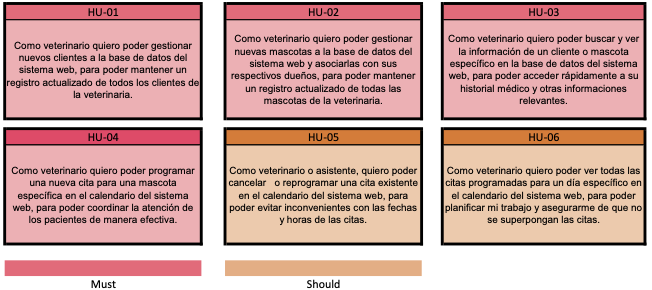 HU-01
Como veterinario quiero poder gestionar
nuevos clientes a la base de datos del
sistema web, para poder mantener un
registro actualizado de todos los clientes de
la veterinaria.
HU-02
Como veterinario quiero poder gestionar
nuevas mascotas a la base de datos del
sistema web y asociarlas con sus
respectivos dueños, para poder mantener
un registro actualizado de todas las
mascotas de la veterinaria.
HU-03
Como veterinario quiero poder buscar y ver
la información de un cliente o mascota
específico en la base de datos del sistema
web, para poder acceder rápidamente a su
historial médico y otras informaciones
relevantes.
HU-04
Como veterinario quiero poder programar
una nueva cita para una mascota
específica en el calendario del sistema
web, para poder coordinar la atención de
los pacientes de manera efectiva.
HU-05
Como veterinario o asistente, quiero poder
cancelar o reprogramar una cita existente
en el calendario del sistema web, para
poder evitar inconvenientes con las fechas
y horas de las citas.
HU-06
Como veterinario quiero poder ver todas las
citas programadas para un día específico en
el calendario del sistema web, para poder
planificar mi trabajo y asegurarme de que no
se superpongan las citas.
Must
Should